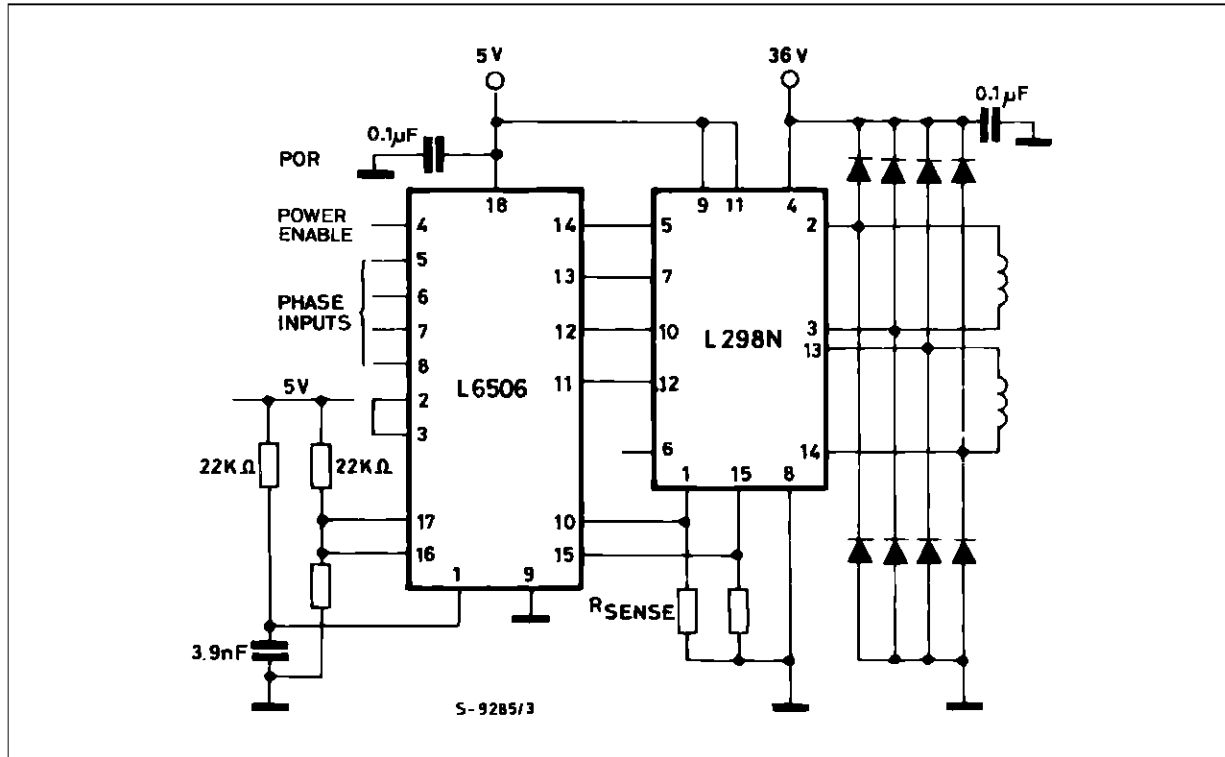 5V
36V
0.1µF
0.1µF
POR
18
9
11
4
POWER
ENABLE
4
14
5
2
5
13
7
PHASE
INPUTS
6
7
12
10
L298N
3
13
8
11
12
L6506
5V
2
3
6
14
22KΩ
22KΩ
1
15
8
17
10
16
15
1
9
RSENSE
3.9nF
S-9285/3